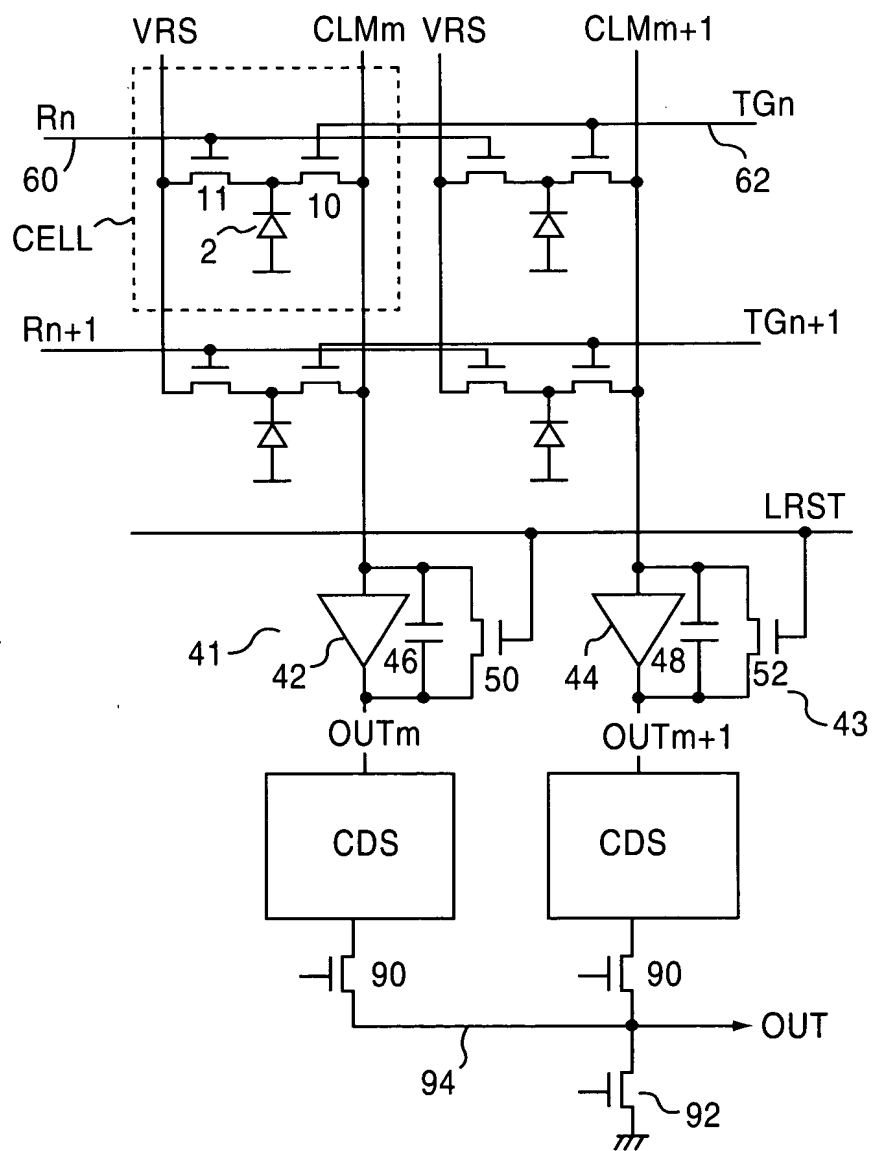 VRS CLMm VRS CLMm+1
Rn TGn
60 62
11 10
CELL 2
Rn+1 TGn+1
LRST
41 42 46 50 44 48 52
43
OUTm OUTm+1
CDS CDS
90 90
OUT
94
92